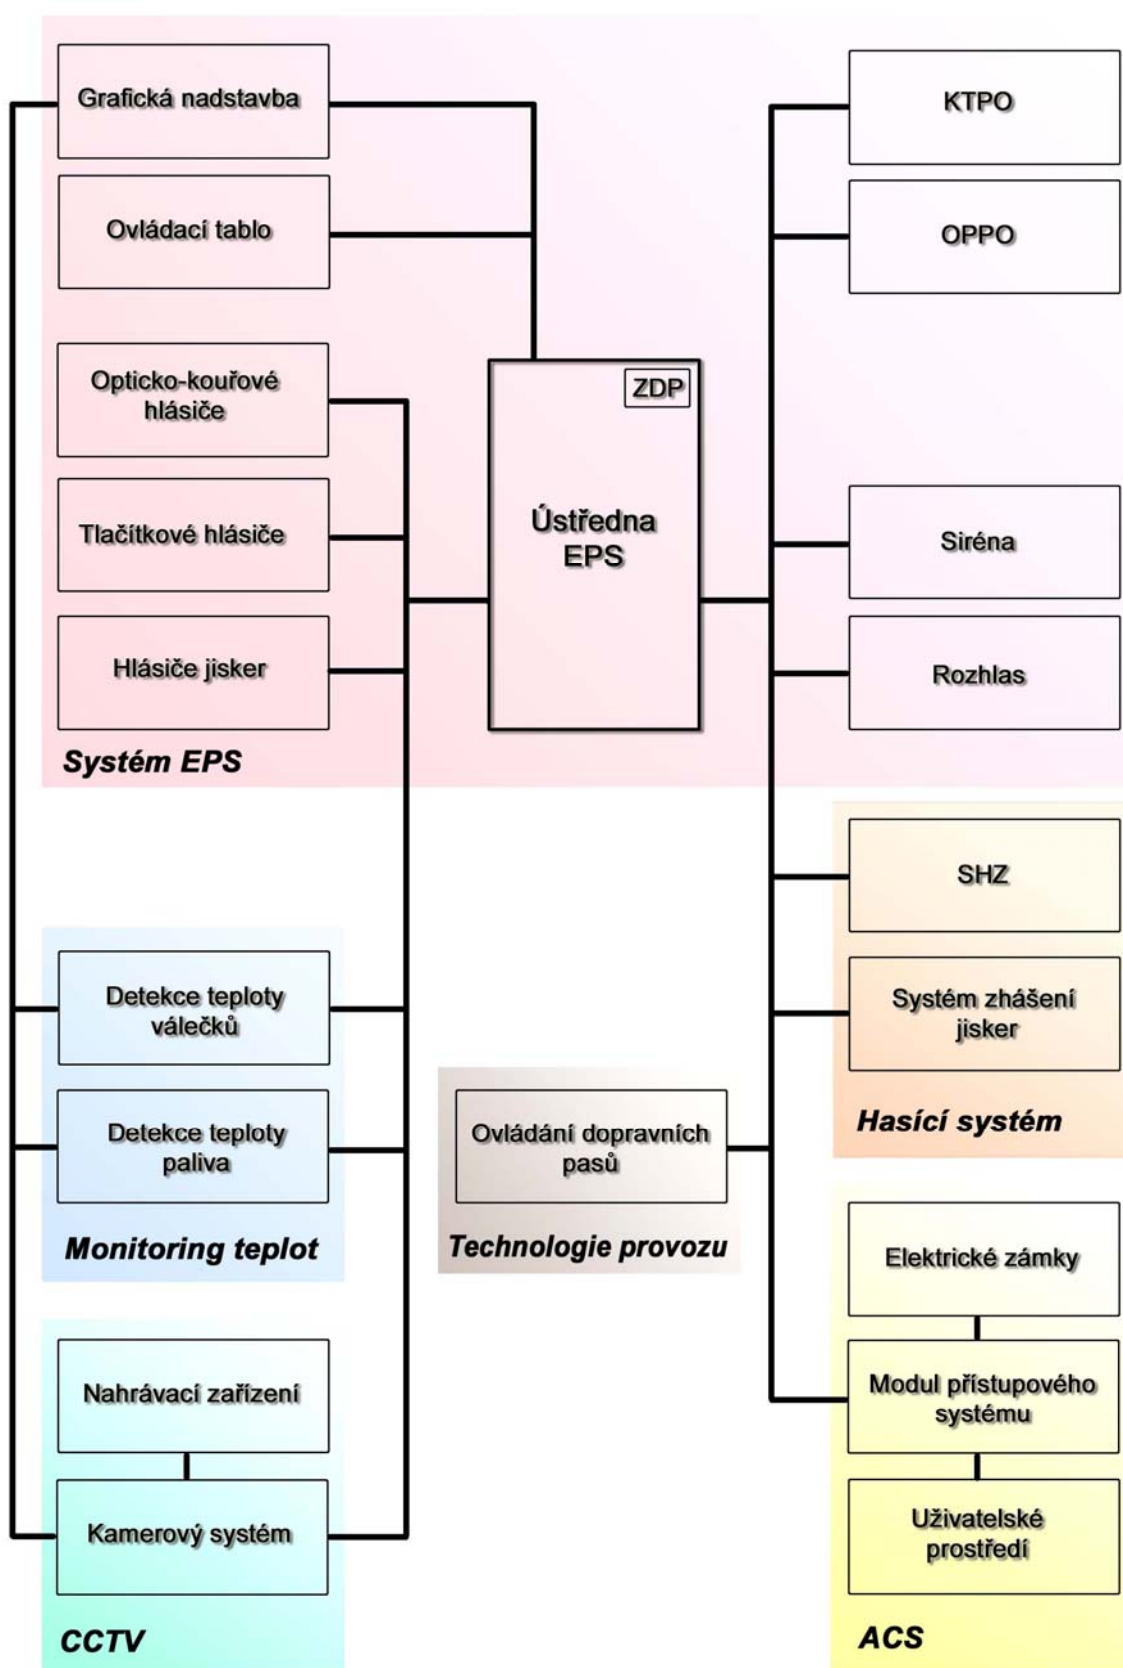 Grafická nadstavba
Ovládací tablo
Opticko-kouřové
hlásiče
Tlačítkové hlásiče
Hlásiče jisker
Systém EPS
ZDP
Ústředna
EPS
KTPO
OPPO
Siréna
Rozhlas
SHZ
Systém zhášení
jisker
Hasící systém
Detekce teploty
válečků
Detekce teploty
paliva
Monitoring teplot
Ovládání dopravních
pasů
Technologie provozu
Nahrávací zařízení
Kamerový systém
CCTV
Elektrické zámky
Modul přístupového
systému
Uživatelské
prostředí
ACS